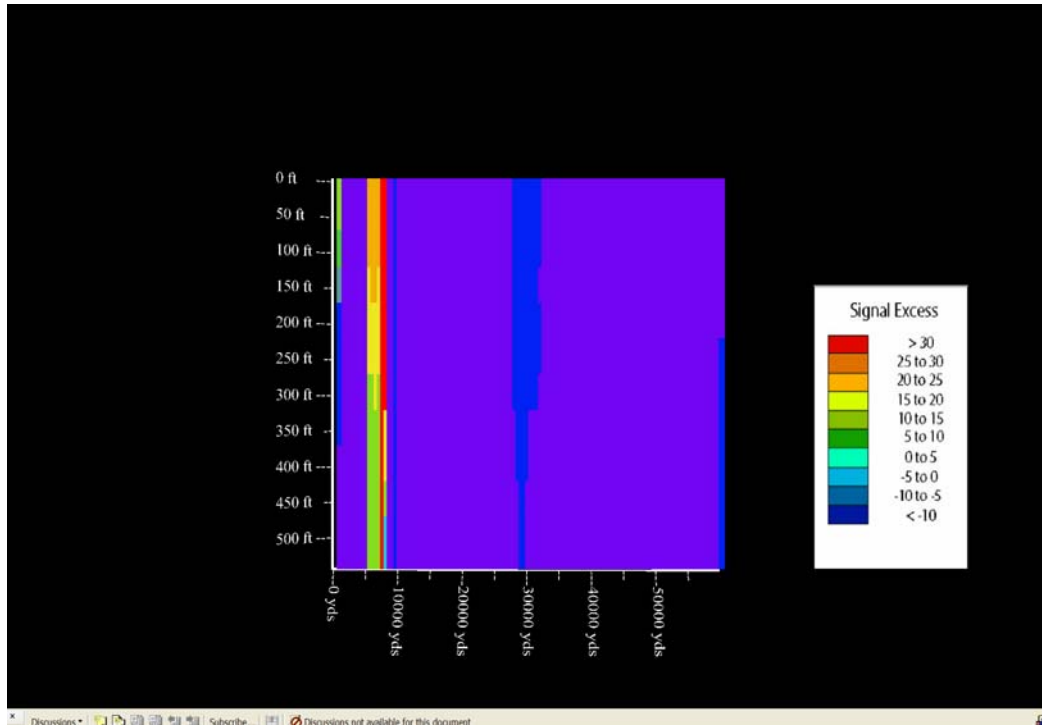 0 ft
50 ft
100 ft
150 ft
200 ft
250 ft
300 ft
350 ft
400 ft
450 ft
500 ft
0 yds
10000 yds
20000 yds
30000 yds
40000 yds
50000 yds
Signal Excess
> 30
25 to 30
20 to 25
15 to 20
10 to 15
5 to 10
0 to 5
-5 to 0
-10 to -5
< -10
× Discussions Subscribe... Discussions not available for this document